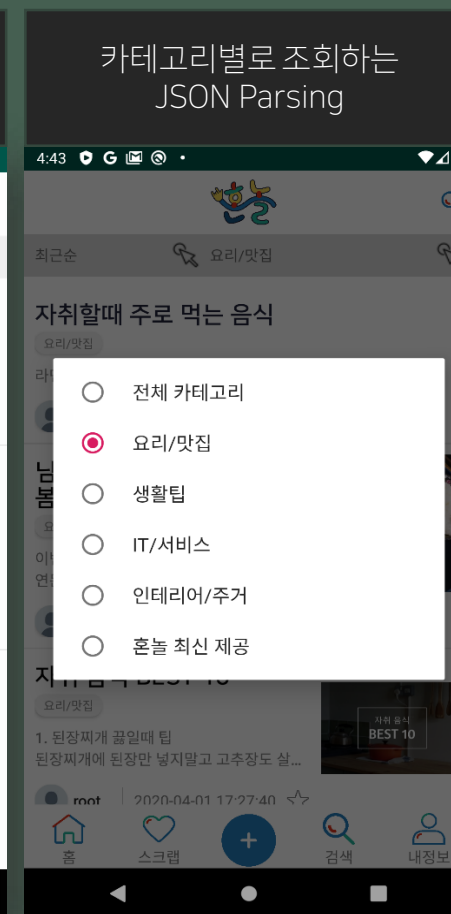 카테고리별로 조회하는
JSON Parsing
4:43
혼놀
최근순
요리/맛집
자취할때 주로 먹는 음식
요리/맛집
전체 카테고리
요리/맛집
생활팁
IT/서비스
인테리어/주거
혼놀 최신 제공
요리/맛집
1. 된장찌개 끓일때 팁
된장찌개에 된장만 넣지말고 고추장도 살...
자취 음식
BEST 10
root
2020-04-01 17:27:40
홈
스크랩
검색
내정보